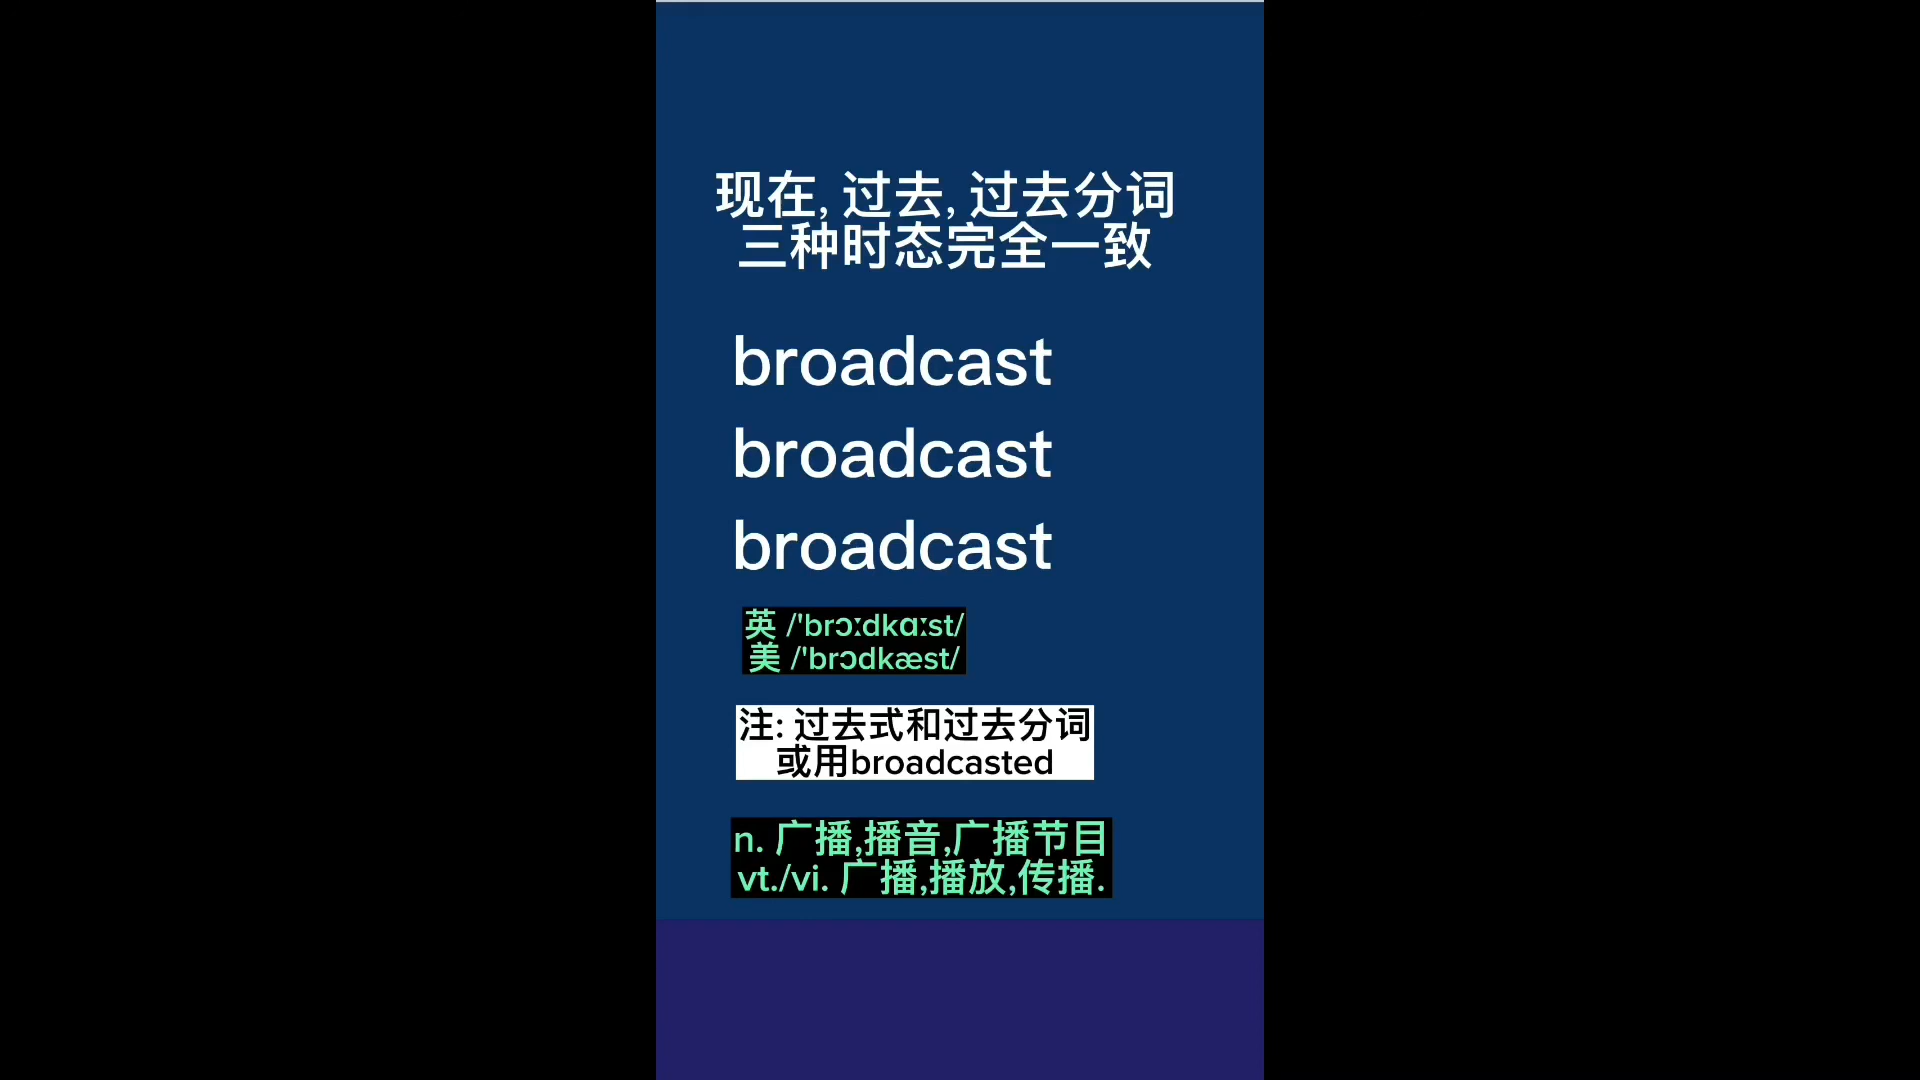 现在, 过去, 过去分词
三种时态完全一致
broadcast
broadcast
broadcast
英 /'brɔːdkɑːst/
美 /'brɔdkæst/
注: 过去式和过去分词
或用broadcasted
n. 广播,播音,广播节目
vt./vi. 广播,播放,传播.